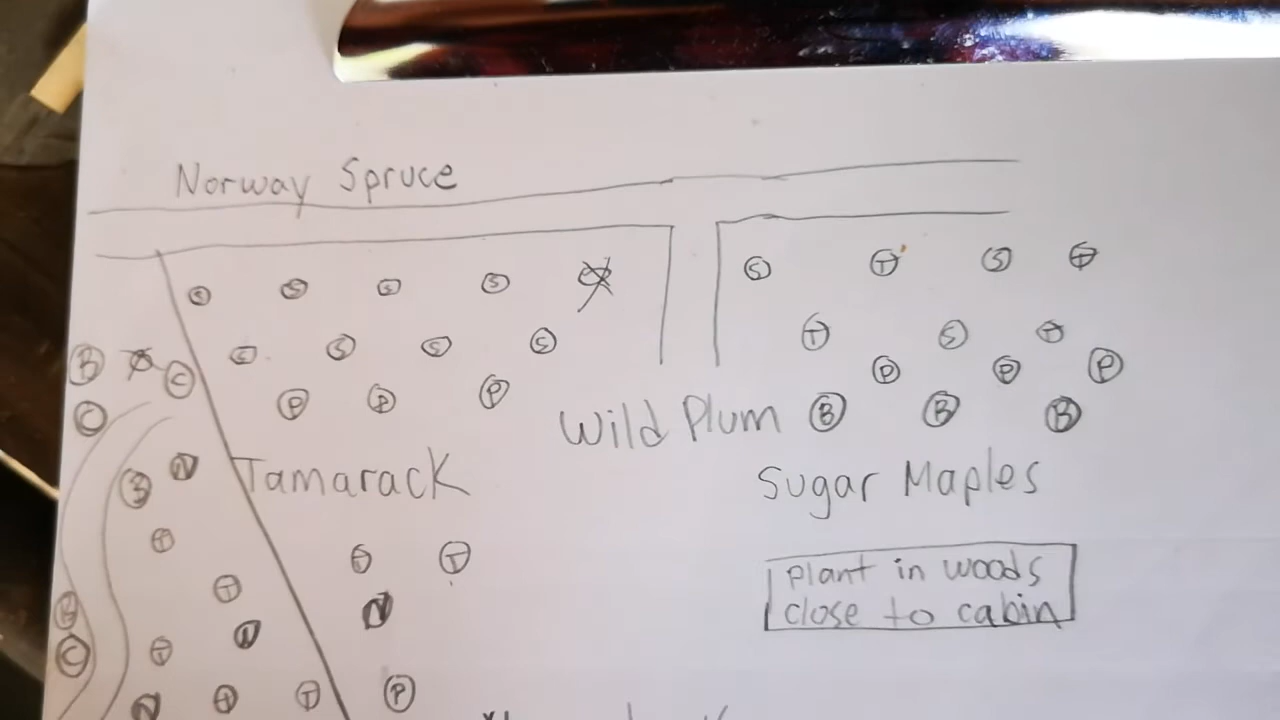 Norway Spruce
S S S S
S T S T
S S S S
T S T
B C
P P P
P P P
C
Wild Plum B B B
B N
Tamarack
Sugar Maples
T
T T
plant in woods
close to cabin
T
N
N
B
C T
N T T P